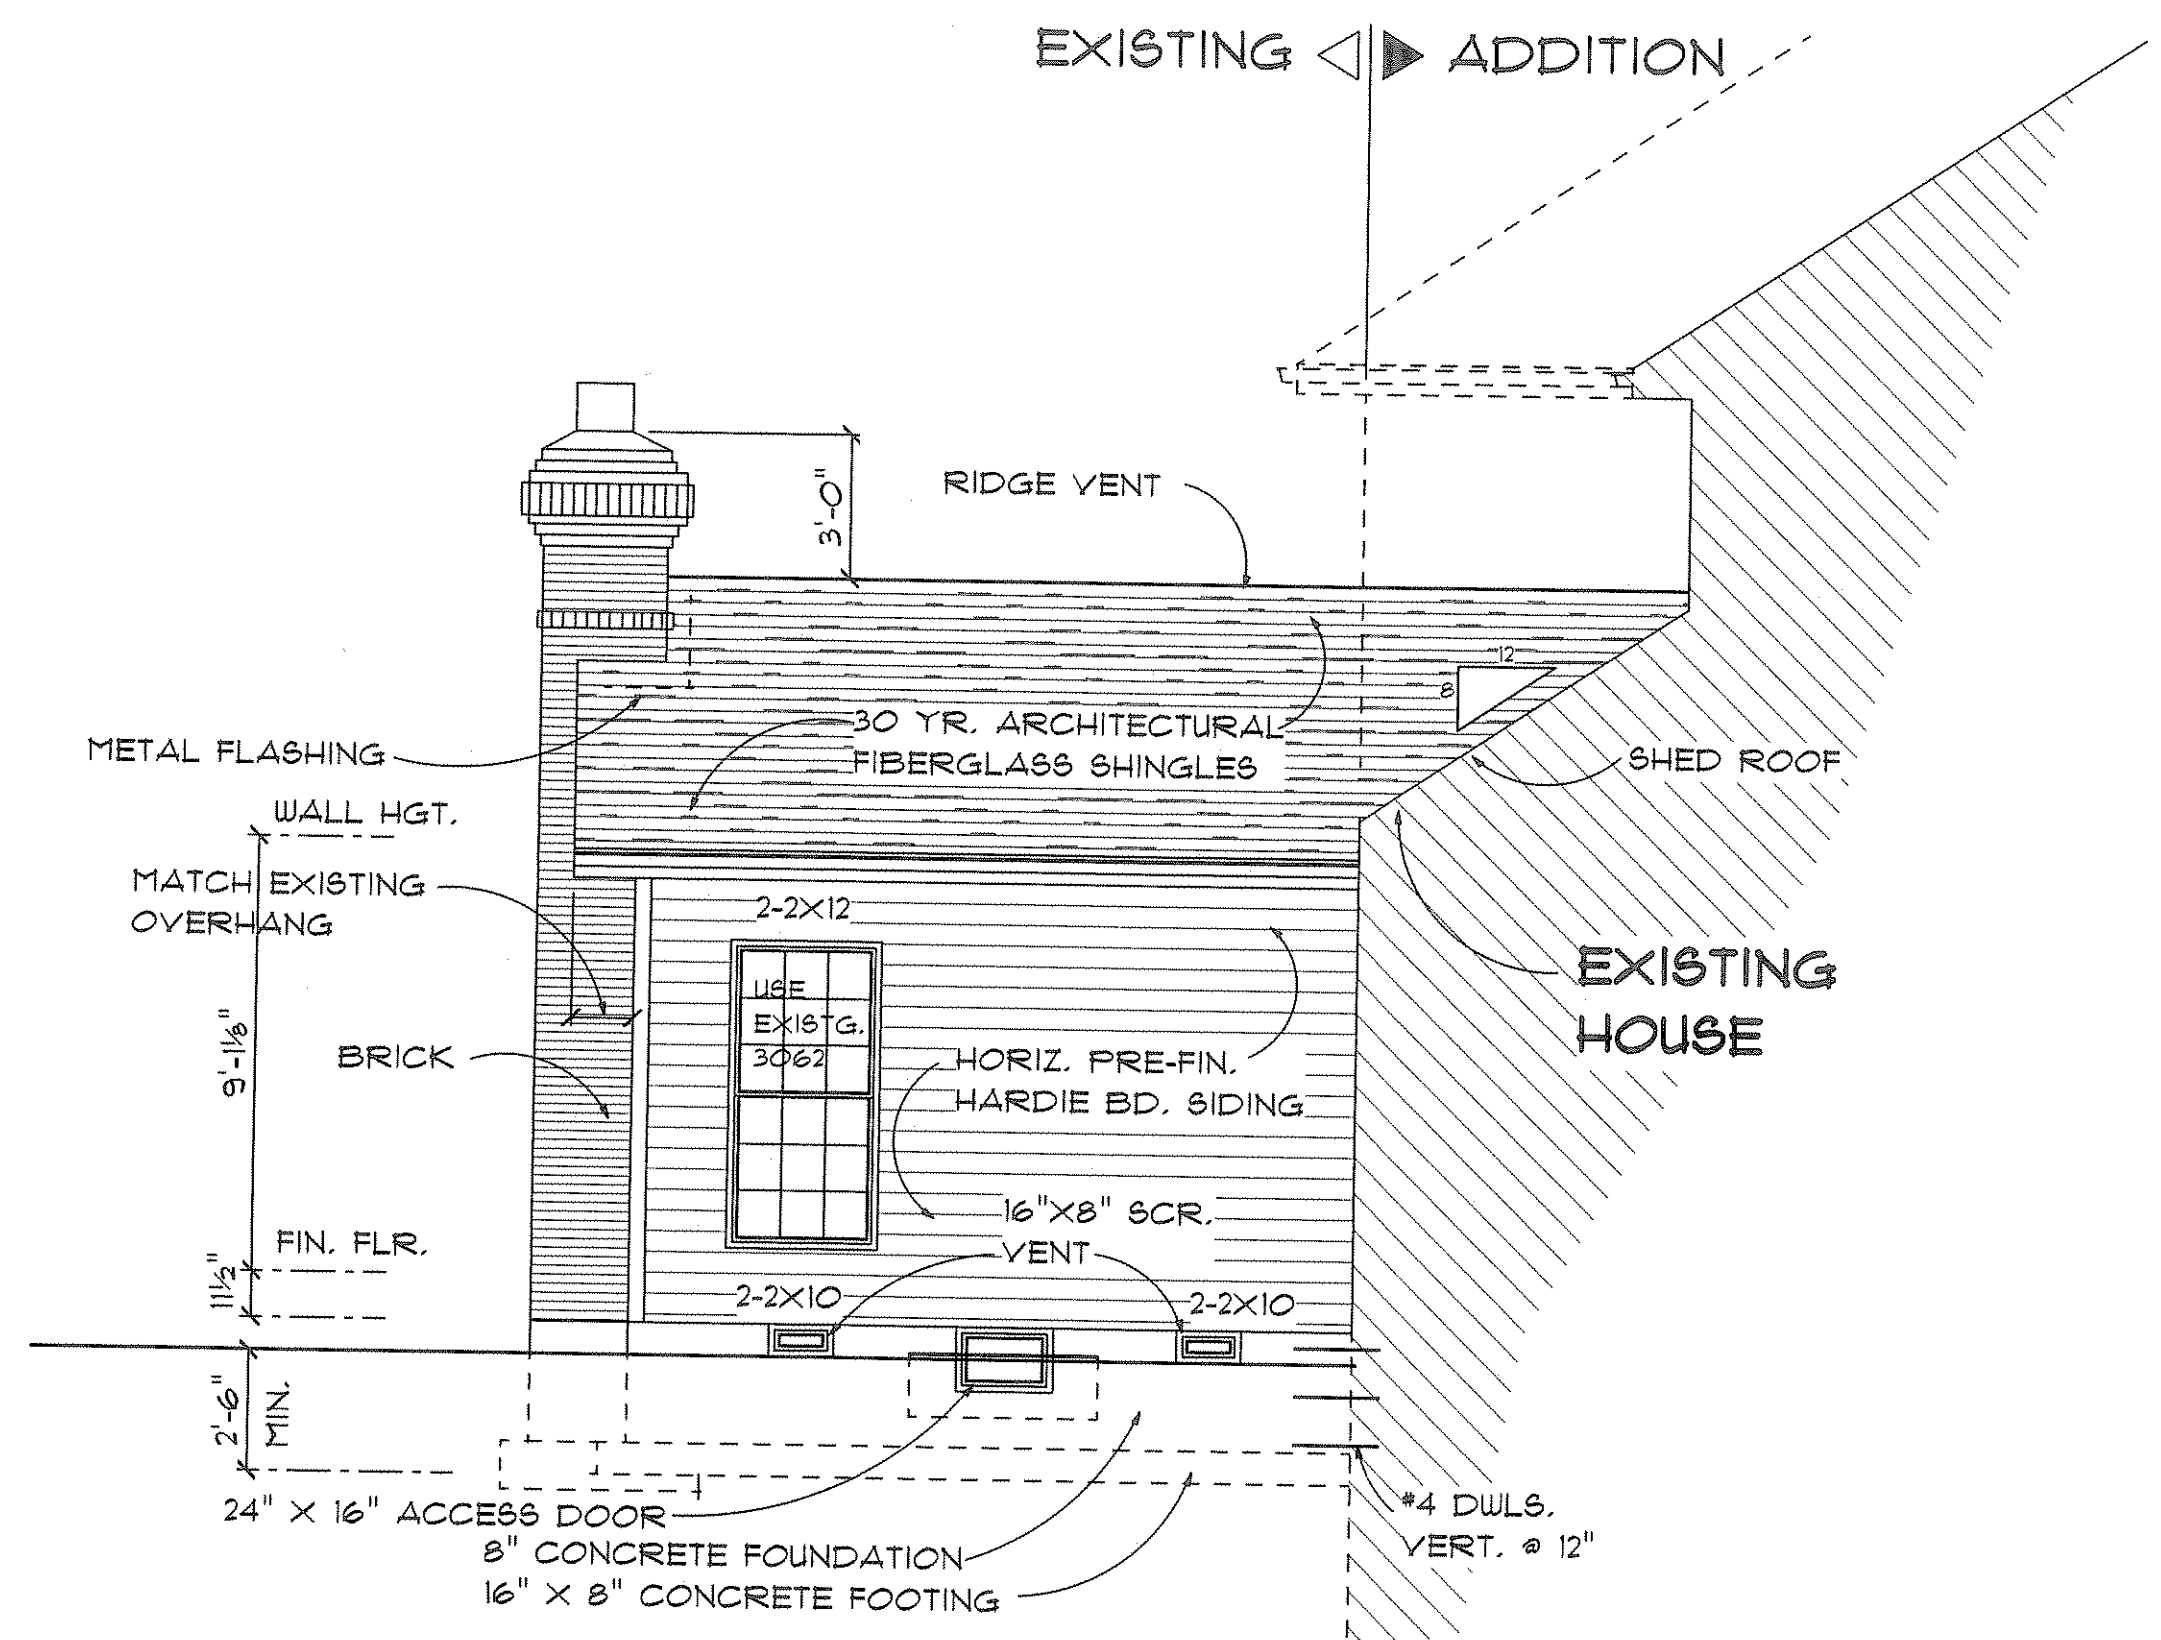 EXISTING ADDITION
3'-0"
RIDGE VENT
12
8
30 YR. ARCHITECTURAL
FIBERGLASS SHINGLES
METAL FLASHING
SHED ROOF
WALL HGT.
MATCH EXISTING
OVERHANG
2-2X12
EXISTING
HOUSE
USE
EXISTG.
3062
9'-1⅛"
BRICK
HORIZ. PRE-FIN.
HARDIE BD. SIDING
16"X8" SCR.
VENT
FIN. FLR.
11½"
2-2X10
2-2X10
2'-6"
MIN.
24" X 16" ACCESS DOOR
8" CONCRETE FOUNDATION
16" X 8" CONCRETE FOOTING
#4 DWLS.
VERT. @ 12"